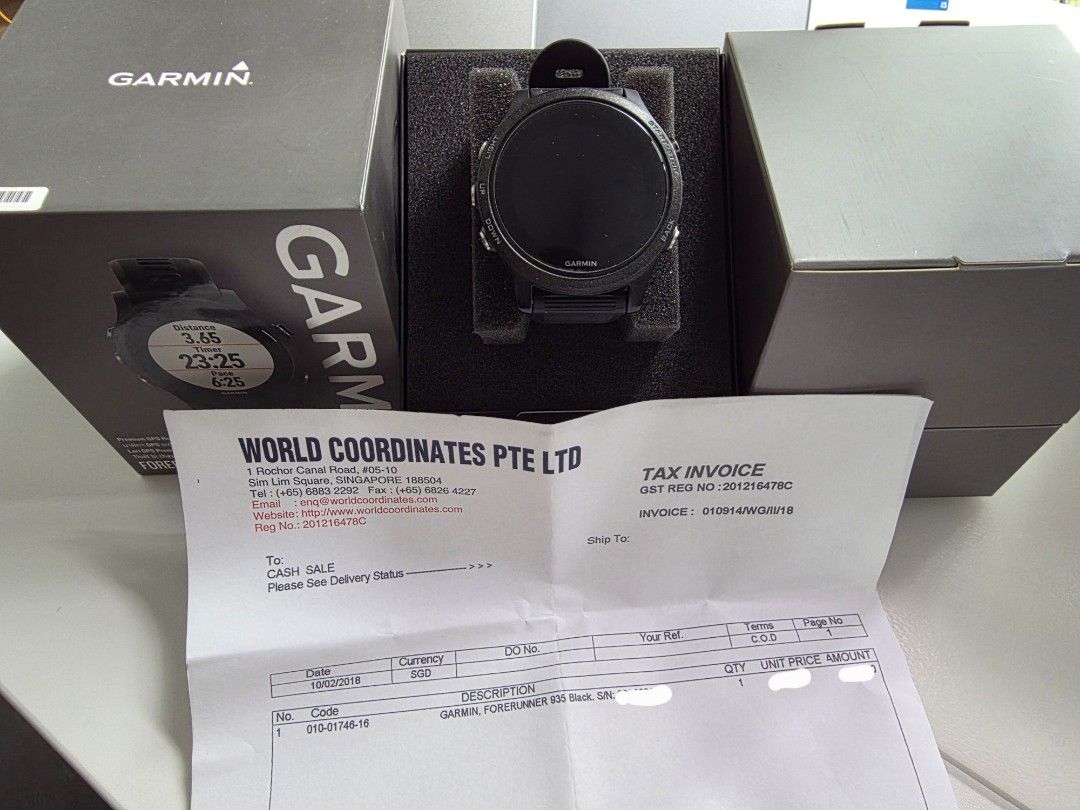 GARMIN
GARM
Distance
3.65
Timer
23:25
Pace
6:25
GARMIN
FORE
LIGHT
UP
DOWN
BACK
GARMIN
WORLD COORDINATES PTE LTD
1 Rochor Canal Road, #05-10
Sim Lim Square, SINGAPORE 188504
Tel : (+65) 6883 2292 Fax : (+65) 6826 4227
Email : enq@worldcoordinates.com
Website: http://www.worldcoordinates.com
Reg No.: 201216478C
TAX INVOICE
GST REG NO :201216478C
INVOICE : 010914/WG/II/18
To:
CASH SALE
Please See Delivery Status ---------------- > > >
Ship To:
Date Currency DO No. Your Ref. Terms Page No
10/02/2018 SGD C.O.D 1
No. Code DESCRIPTION QTY UNIT PRICE AMOUNT
1 010-01746-16 GARMIN, FORERUNNER 935 Black. S/N: 1